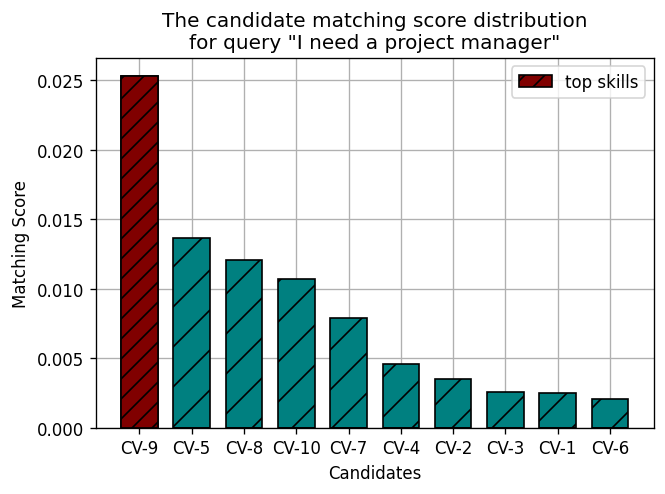 The candidate matching score distribution
for query "I need a project manager"
top skills
0.025
0.020
0.015
0.010
0.005
0.000
Matching Score
CV-9 CV-5 CV-8 CV-10 CV-7 CV-4 CV-2 CV-3 CV-1 CV-6
Candidates